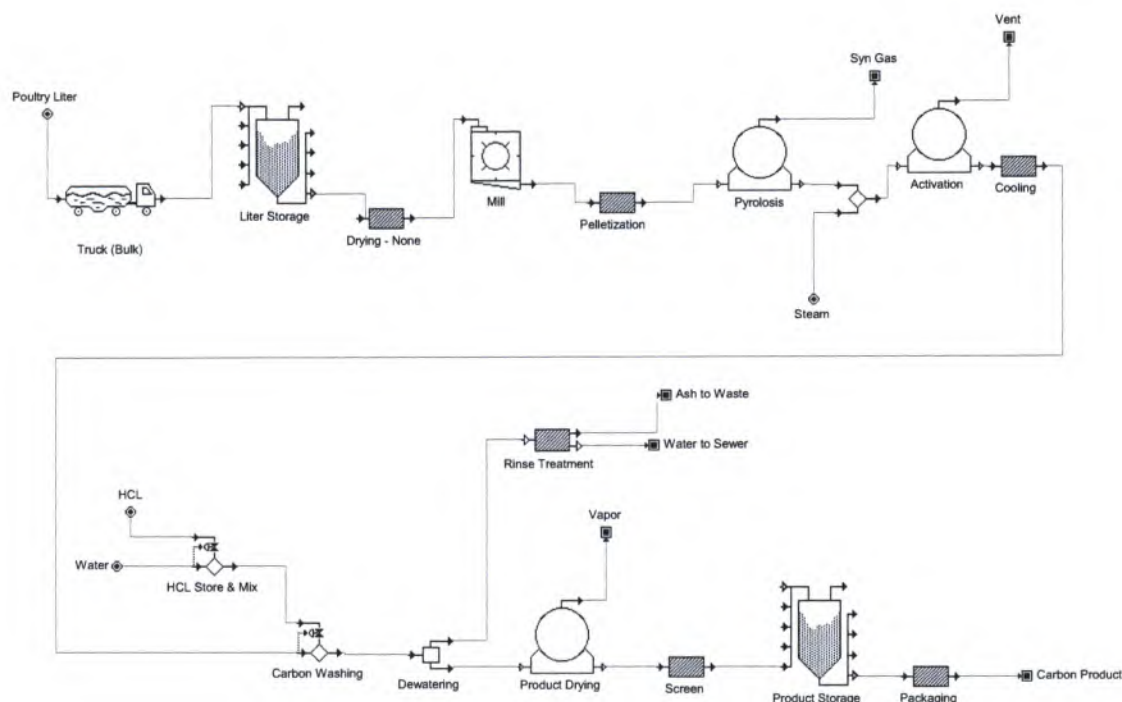 Vent
Syn Gas
Poultry Liter
Truck (Bulk)
Liter Storage
Drying - None
Mill
Pelletization
Pyrolosis
Steam
Activation
Cooling
Ash to Waste
Water to Sewer
Rinse Treatment
HCL
Water
HCL Store & Mix
Carbon Washing
Dewatering
Vapor
Product Drying
Screen
Product Storage
Packaging
Carbon Product